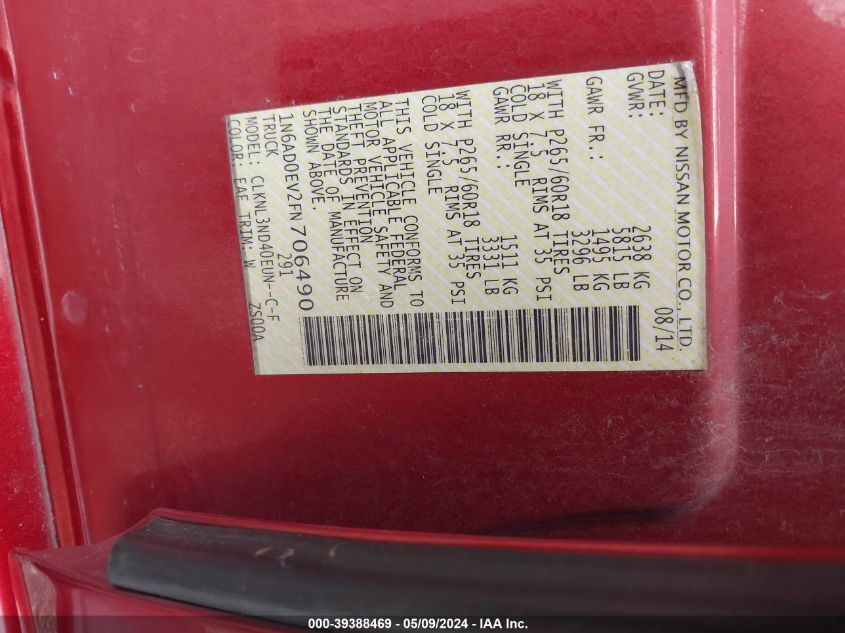 MFD BY NISSAN MOTOR CO., LTD
DATE: 08/14
GVWR: 2638 KG
5815 LB
GAWR FR.: 1495 KG
3296 LB
WITH P265/60R18 TIRES
18 X 7.5 RIMS AT 35 PSI
COLD SINGLE
GAWR RR.: 1511 KG
3331 LB
WITH P265/60R18 TIRES
18 X 7.5 RIMS AT 35 PSI
COLD SINGLE
THIS VEHICLE CONFORMS TO
ALL APPLICABLE FEDERAL
MOTOR VEHICLE SAFETY AND
THEFT PREVENTION
STANDARDS IN EFFECT ON
THE DATE OF MANUFACTURE
SHOWN ABOVE.
1N6AD0EV2FN706490
TRUCK 291
MODEL: CLKNL3ND40EUN--C-F
COLOR: EAF TRIM: W ZS00A
000-39388469 - 05/09/2024 - IAA Inc.